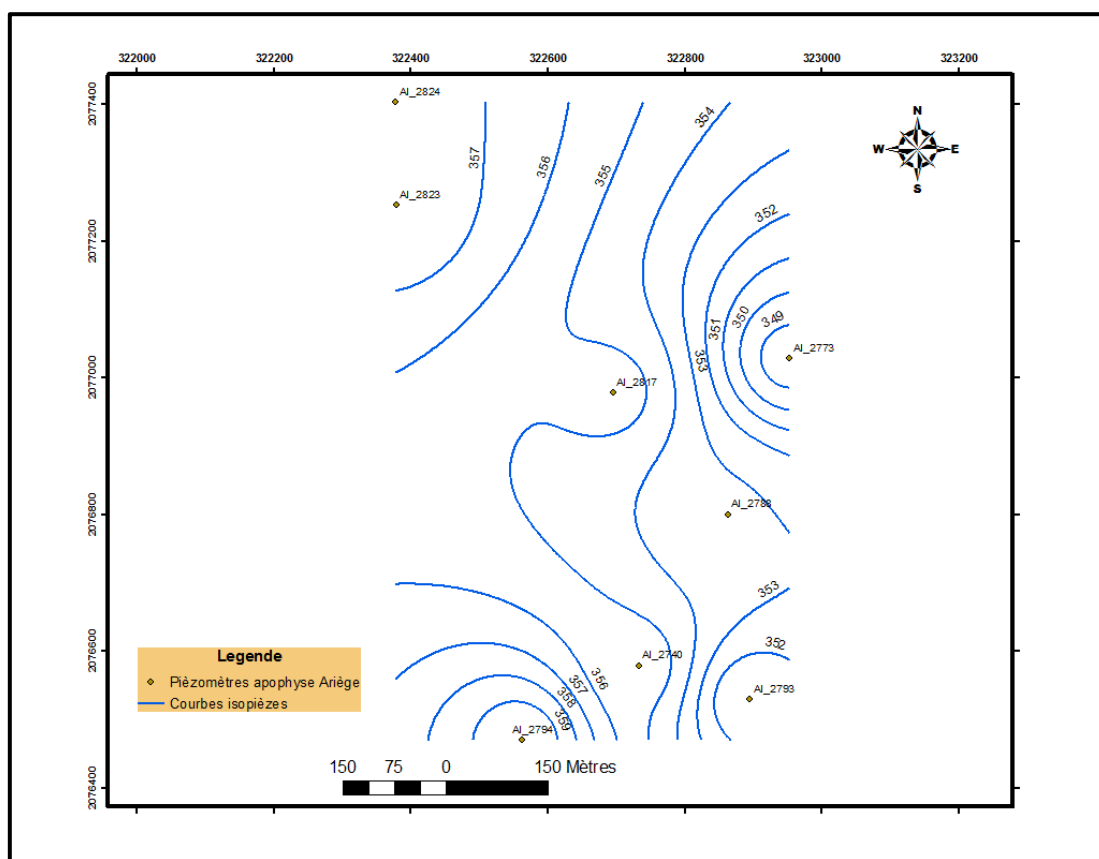 322000 322200 322400 322600 322800 323000 323200
2077400
2077200
2077000
2076800
2076600
2076400
N
W E
S
AI_2824
AI_2823
AI_2773
AI_2817
AI_2783
AI_2740
AI_2793
AI_2794
357
356
355
354
352
349
350
351
353
353
352
356
357
358
359
Legende
Pièzomètres apophyse Ariège
Courbes isopièzes
150 75 0 150 Mètres